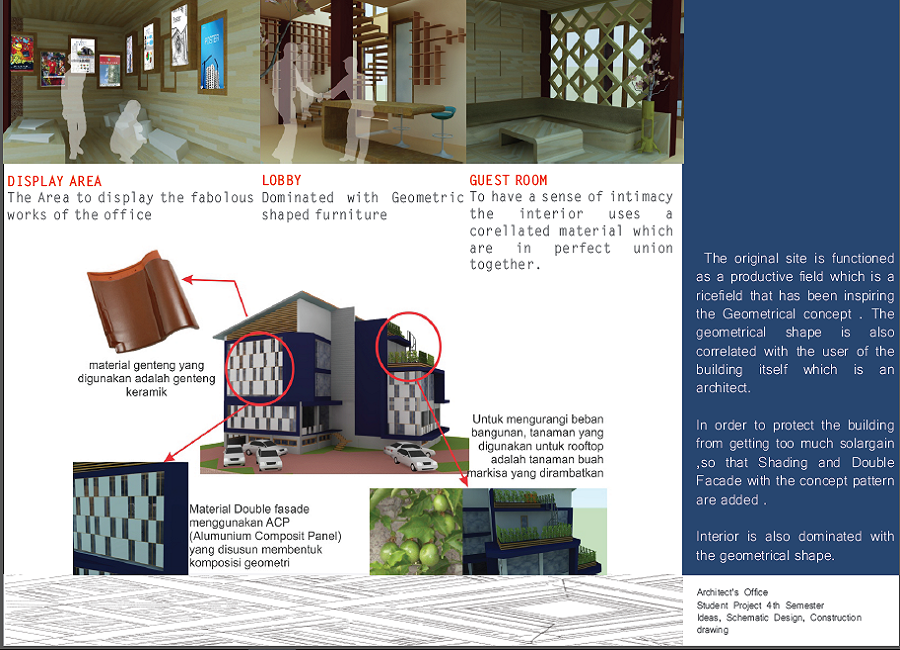 POSTER
DISPLAY AREA
The Area to display the fabolous
works of the office
LOBBY
Dominated with Geometric
shaped furniture
GUEST ROOM
To have a sense of intimacy
the interior uses a
corellated material which
are in perfect union
together.
material genteng yang
digunakan adalah genteng
keramik
Untuk mengurangi beban
bangunan, tanaman yang
digunakan untuk rooftop
adalah tanaman buah
markisa yang dirambatkan
Material Double fasade
menggunakan ACP
(Alumunium Composit Panel)
yang disusun membentuk
komposisi geometri
The original site is functioned
as a productive field which is a
ricefield that has been inspiring
the Geometrical concept . The
geometrical shape is also
correlated with the user of the
building itself which is an
architect.
In order to protect the building
from getting too much solargain
,so that Shading and Double
Facade with the concept pattern
are added .
Interior is also dominated with
the geometrical shape.
Architect's Office
Student Project 4th Semester
Ideas, Schematic Design, Construction
drawing